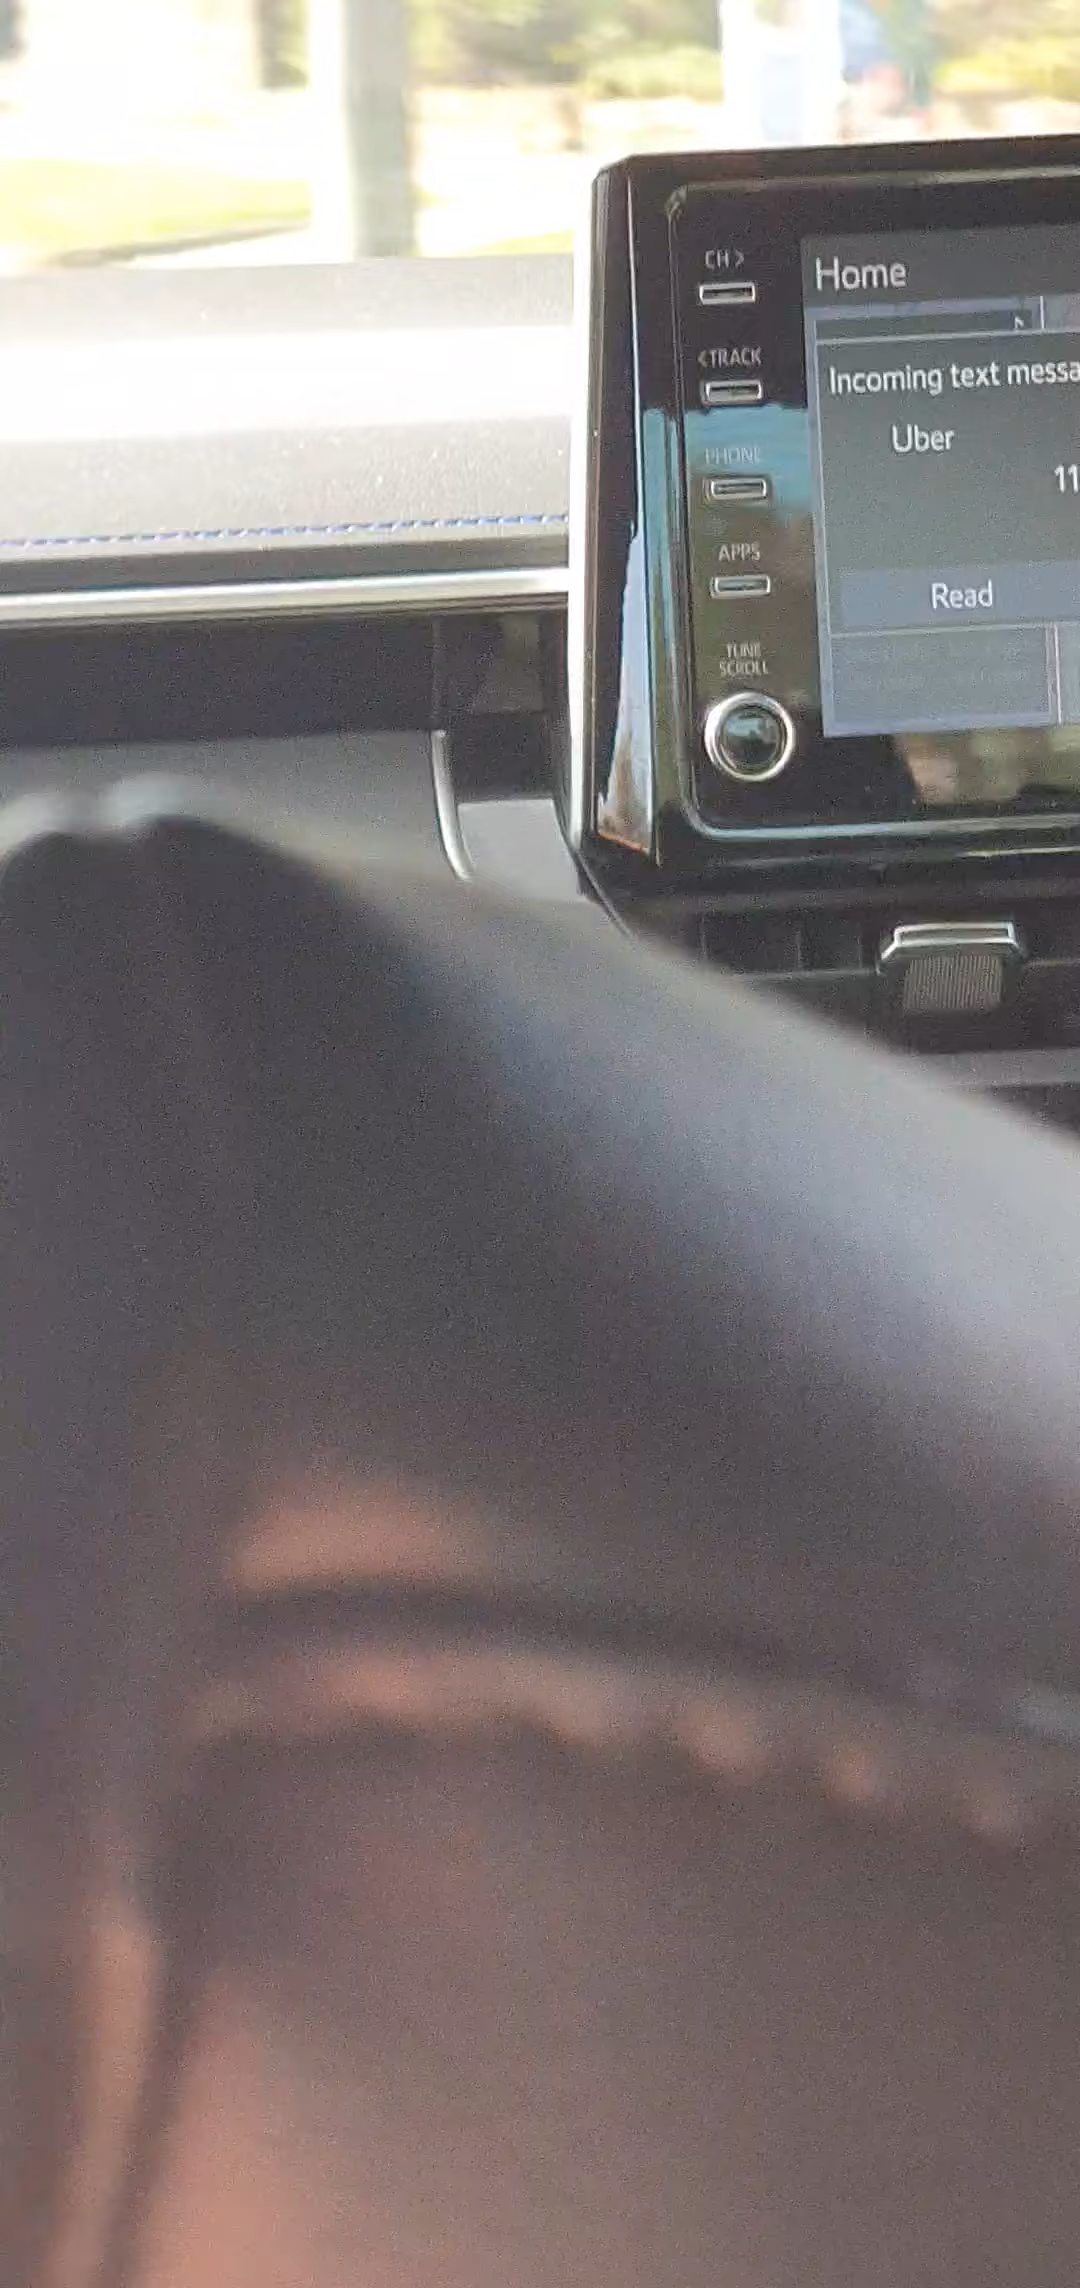 CH >
Home
< TRACK
Incoming text messa
Uber
PHONE
11
APPS
Read
TUNE
SCROLL